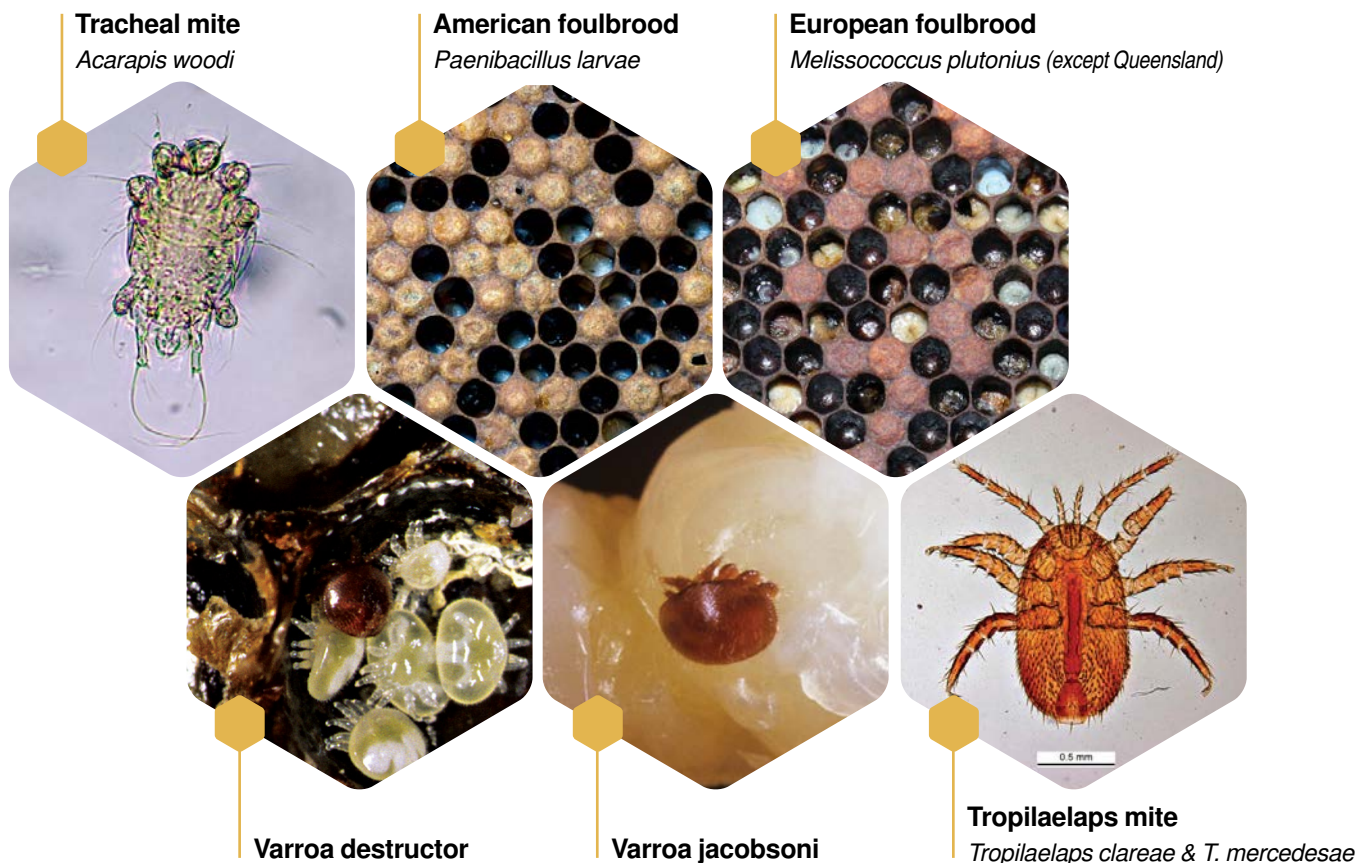 Tracheal mite
Acarapis woodi
American foulbrood
Paenibacillus larvae
European foulbrood
Melissococcus plutonius (except Queensland)
0.5 mm
Varroa destructor
Varroa jacobsoni
Tropilaelaps mite
Tropilaelaps clareae & T. mercedesae